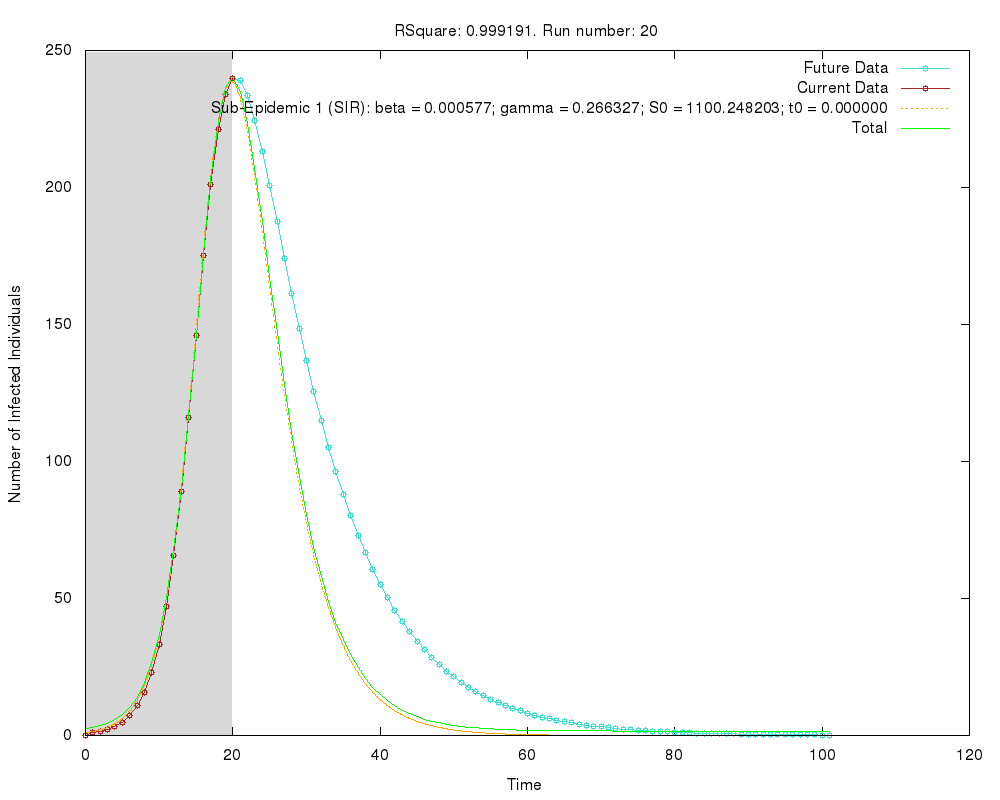 RSquare: 0.999191. Run number: 20
250
200
150
100
50
0
Number of Infected Individuals
Future Data
Current Data
Sub-Epidemic 1 (SIR): beta = 0.000577; gamma = 0.266327; S0 = 1100.248203; t0 = 0.000000
Total
0 20 40 60 80 100 120
Time